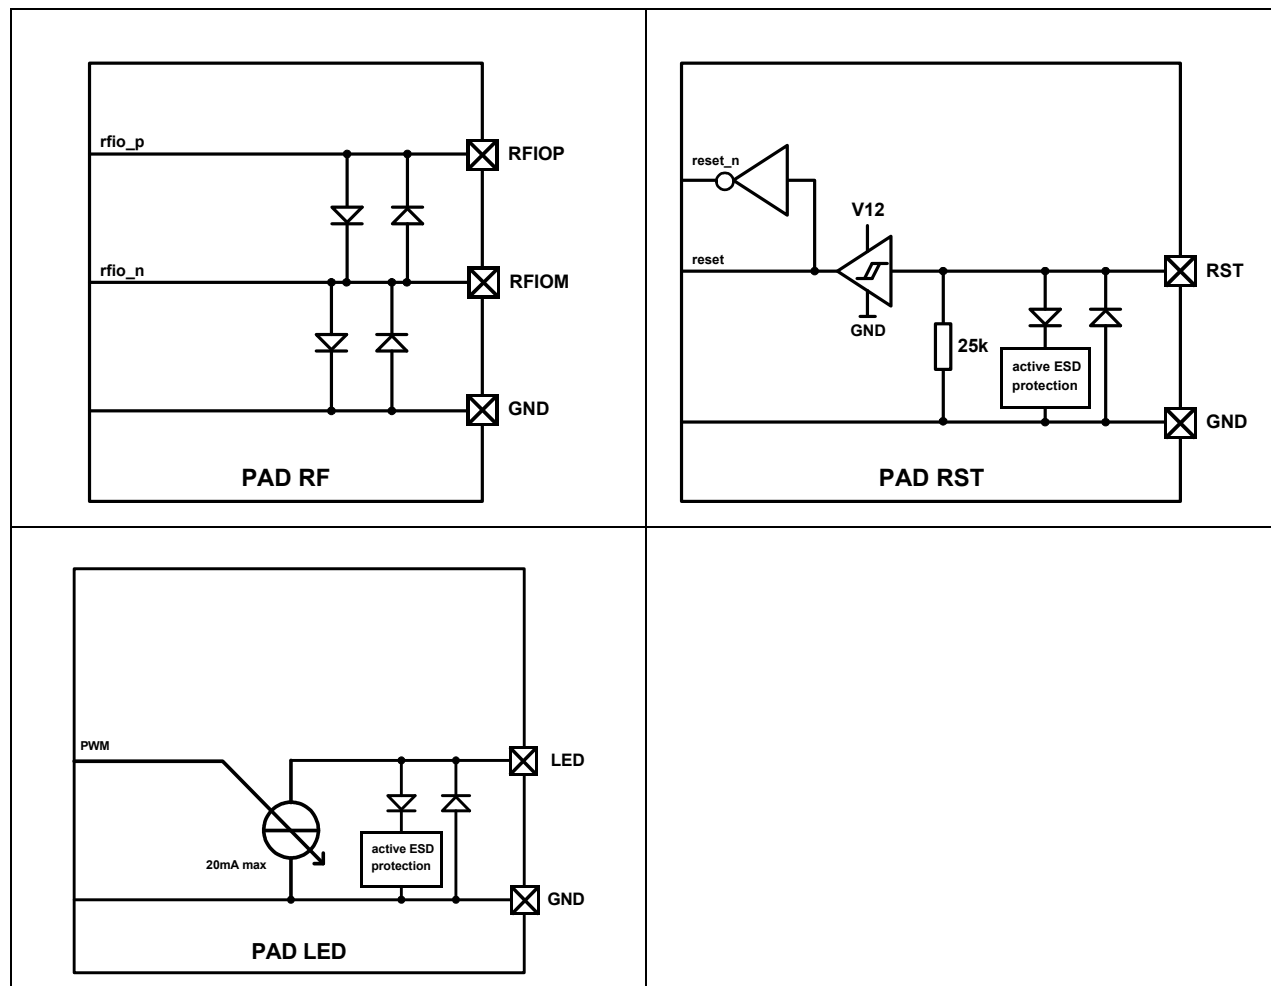 rfio_p
RFIOP
rfio_n
RFIOM
GND
PAD RF
reset_n
V12
reset
RST
GND
25k
active ESD
protection
GND
PAD RST
PWM
LED
active ESD
protection
20mA max
GND
PAD LED